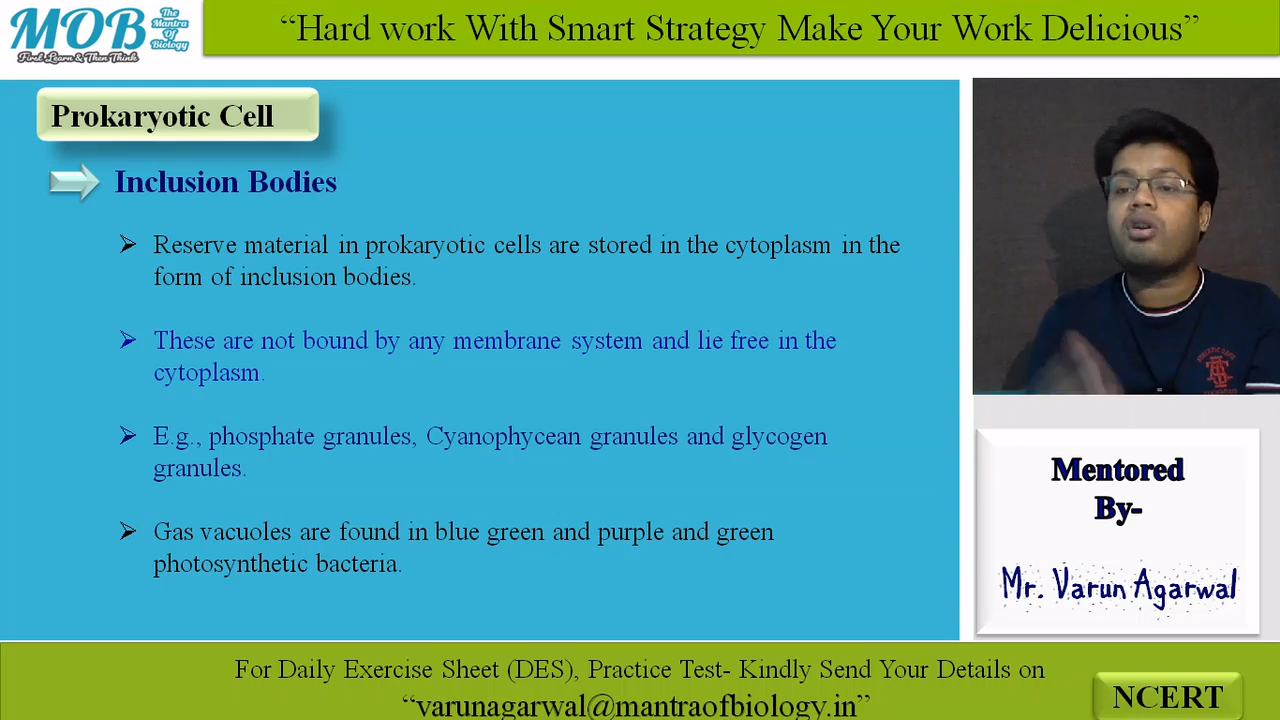 MOB
The
Mantra
Of
Biology
First Learn & Then Think
“Hard work With Smart Strategy Make Your Work Delicious”
Prokaryotic Cell
Inclusion Bodies
Reserve material in prokaryotic cells are stored in the cytoplasm in the
form of inclusion bodies.
These are not bound by any membrane system and lie free in the
cytoplasm.
E.g., phosphate granules, Cyanophycean granules and glycogen
granules.
Gas vacuoles are found in blue green and purple and green
photosynthetic bacteria.
Mentored
By-
Mr. Varun Agarwal
For Daily Exercise Sheet (DES), Practice Test- Kindly Send Your Details on
“varunagarwal@mantraofbiology.in”
NCERT